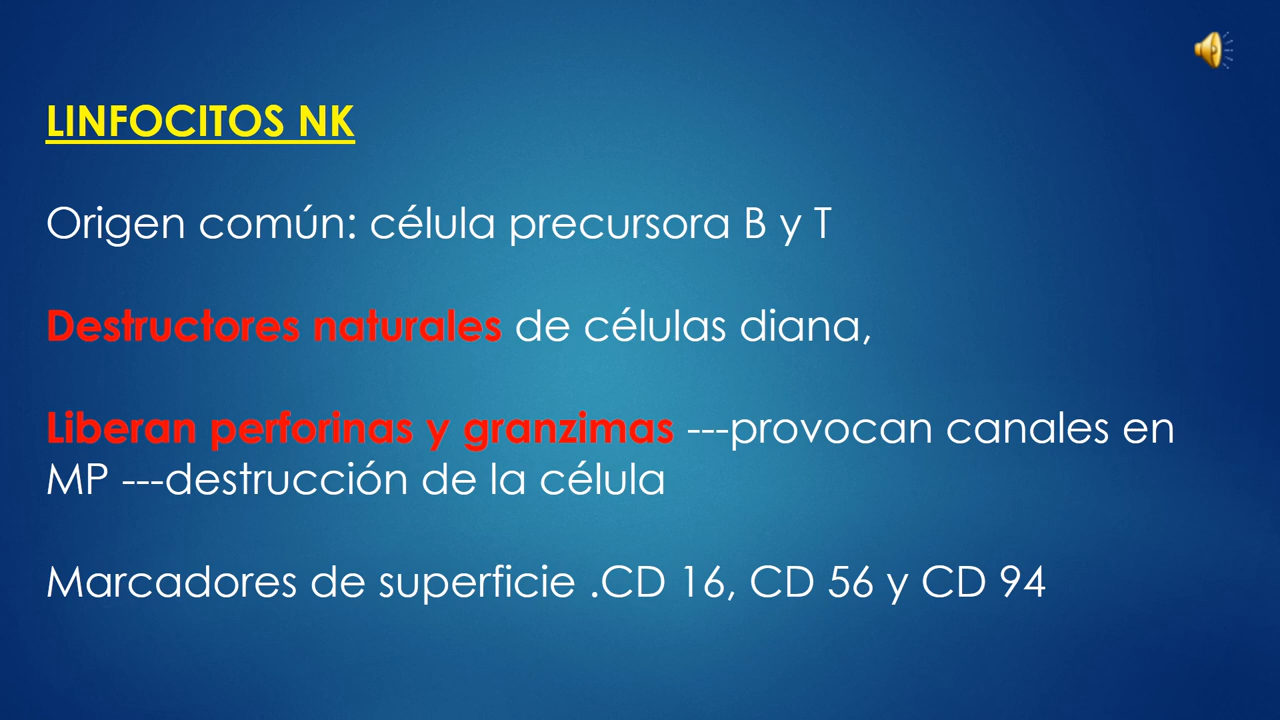 LINFOCITOS NK
Origen común: célula precursora B y T
Destructores naturales de células diana,
Liberan perforinas y granzimas ---provocan canales en
MP ---destrucción de la célula
Marcadores de superficie .CD 16, CD 56 y CD 94